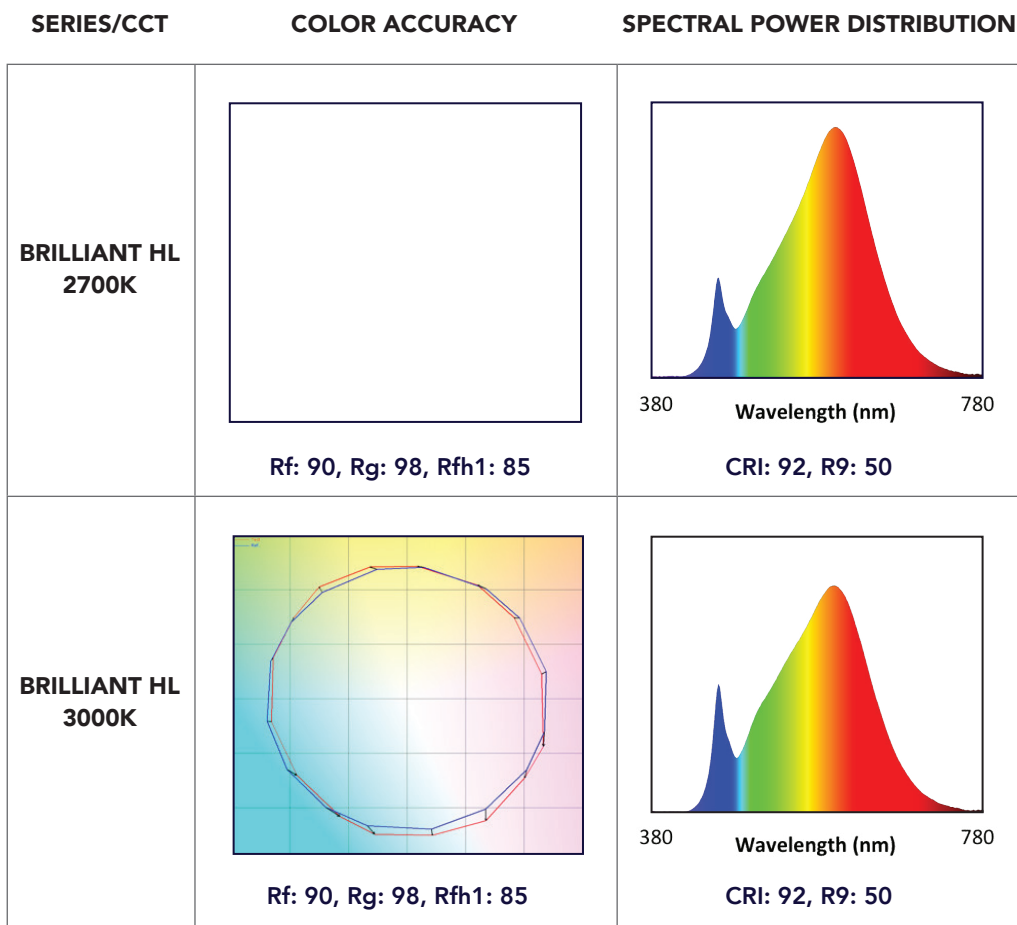 SERIES/CCT
COLOR ACCURACY
SPECTRAL POWER DISTRIBUTION
BRILLIANT HL
2700K
Rf: 90, Rg: 98, Rfh1: 85
380
Wavelength (nm)
780
CRI: 92, R9: 50
BRILLIANT HL
3000K
Rf: 90, Rg: 98, Rfh1: 85
380
Wavelength (nm)
780
CRI: 92, R9: 50